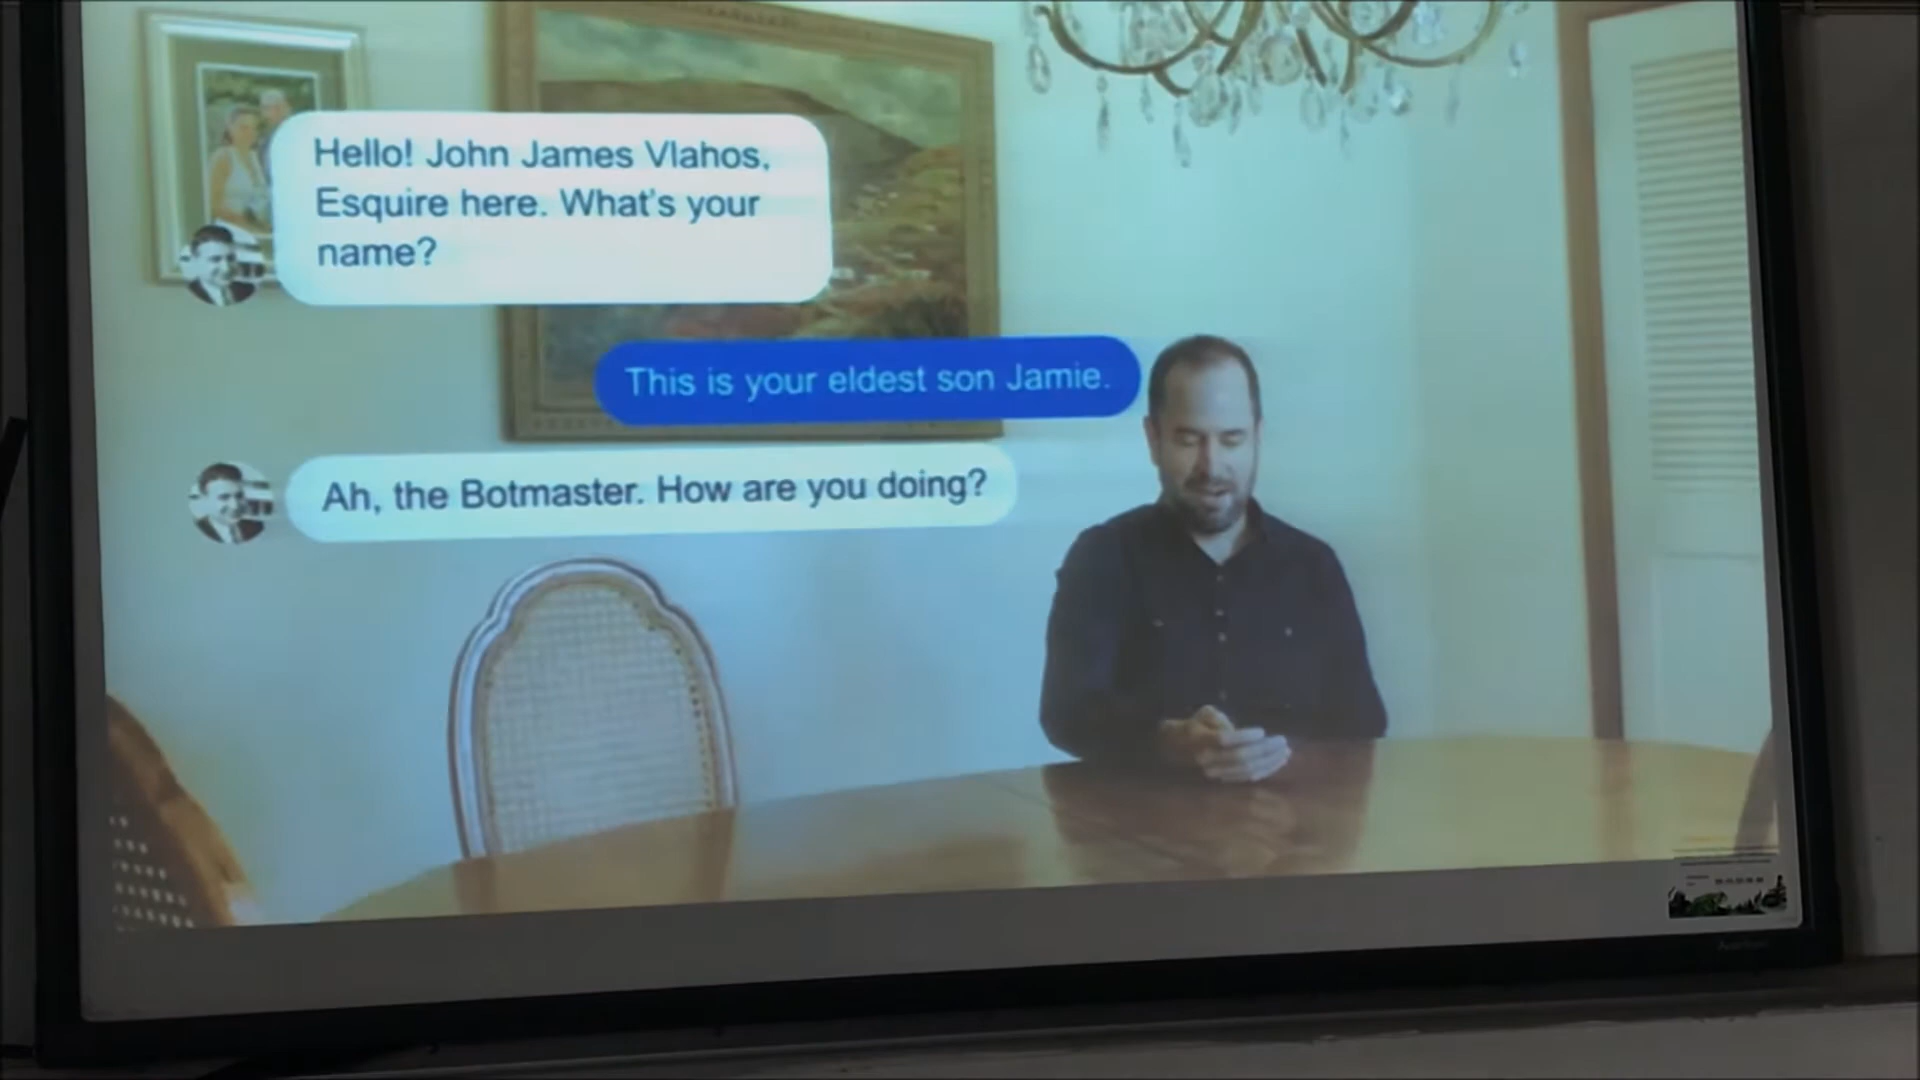 Hello! John James Vlahos,
Esquire here. What's your
name?
This is your eldest son Jamie.
Ah, the Botmaster. How are you doing?